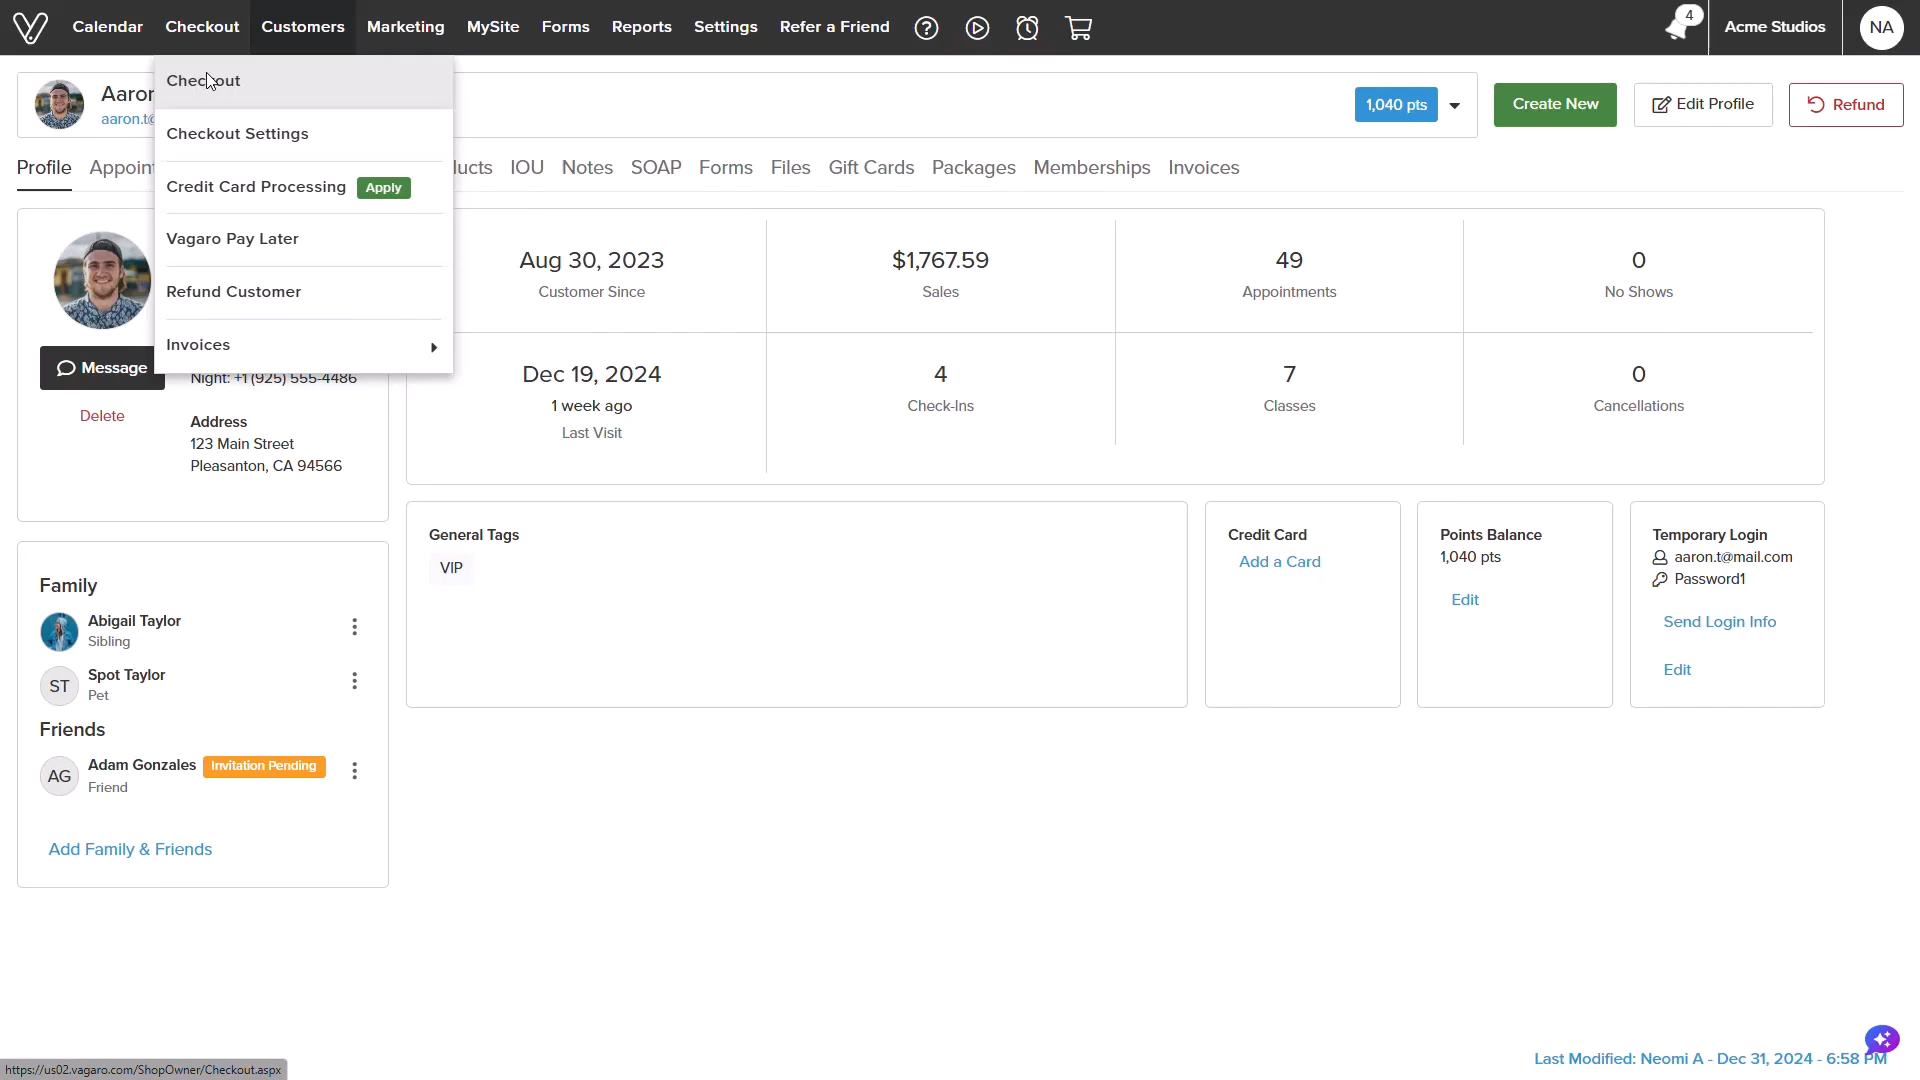 Calendar Checkout Customers Marketing MySite Forms Reports Settings Refer a Friend
4
Acme Studios
NA
Aaron
aaron.t@
Checkout
Checkout Settings
Credit Card Processing Apply
Vagaro Pay Later
Refund Customer
Invoices
1,040 pts
Create New
Edit Profile
Refund
Profile IOU Notes SOAP Forms Files Gift Cards Packages Memberships Invoices
Message
Delete
Night: +1 (925) 555-4486
Address
123 Main Street
Pleasanton, CA 94566
Aug 30, 2023
Customer Since
$1,767.59
Sales
49
Appointments
0
No Shows
Dec 19, 2024
1 week ago
Last Visit
4
Check-Ins
7
Classes
0
Cancellations
Family
Abigail Taylor
Sibling
ST
Spot Taylor
Pet
Friends
AG
Adam Gonzales Invitation Pending
Friend
Add Family & Friends
General Tags
VIP
Credit Card
Add a Card
Points Balance
1,040 pts
Edit
Temporary Login
aaron.t@mail.com
Password1
Send Login Info
Edit
Last Modified: Neomi A - Dec 31, 2024 - 6:58 PM
https://us02.vagaro.com/ShopOwner/Checkout.aspx